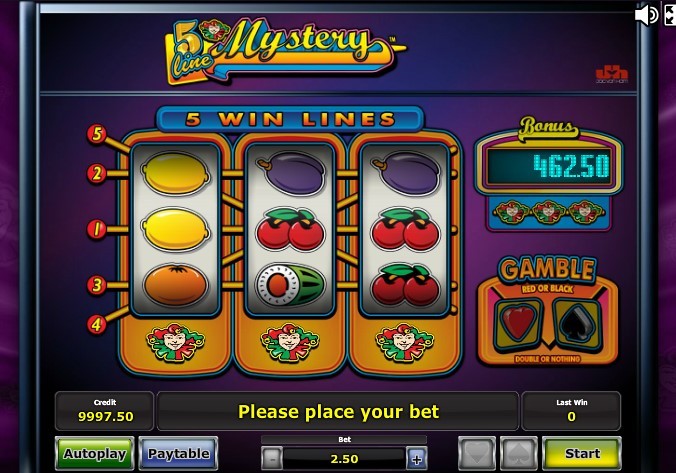 5 line Mystery™
5 WIN LINES
5
2
1
3
4
Bonus
462.50
GAMBLE
RED OR BLACK
DOUBLE OR NOTHING
Credit
9997.50
Please place your bet
Last Win
0
Autoplay
Paytable
Bet
-
2.50
+
Start